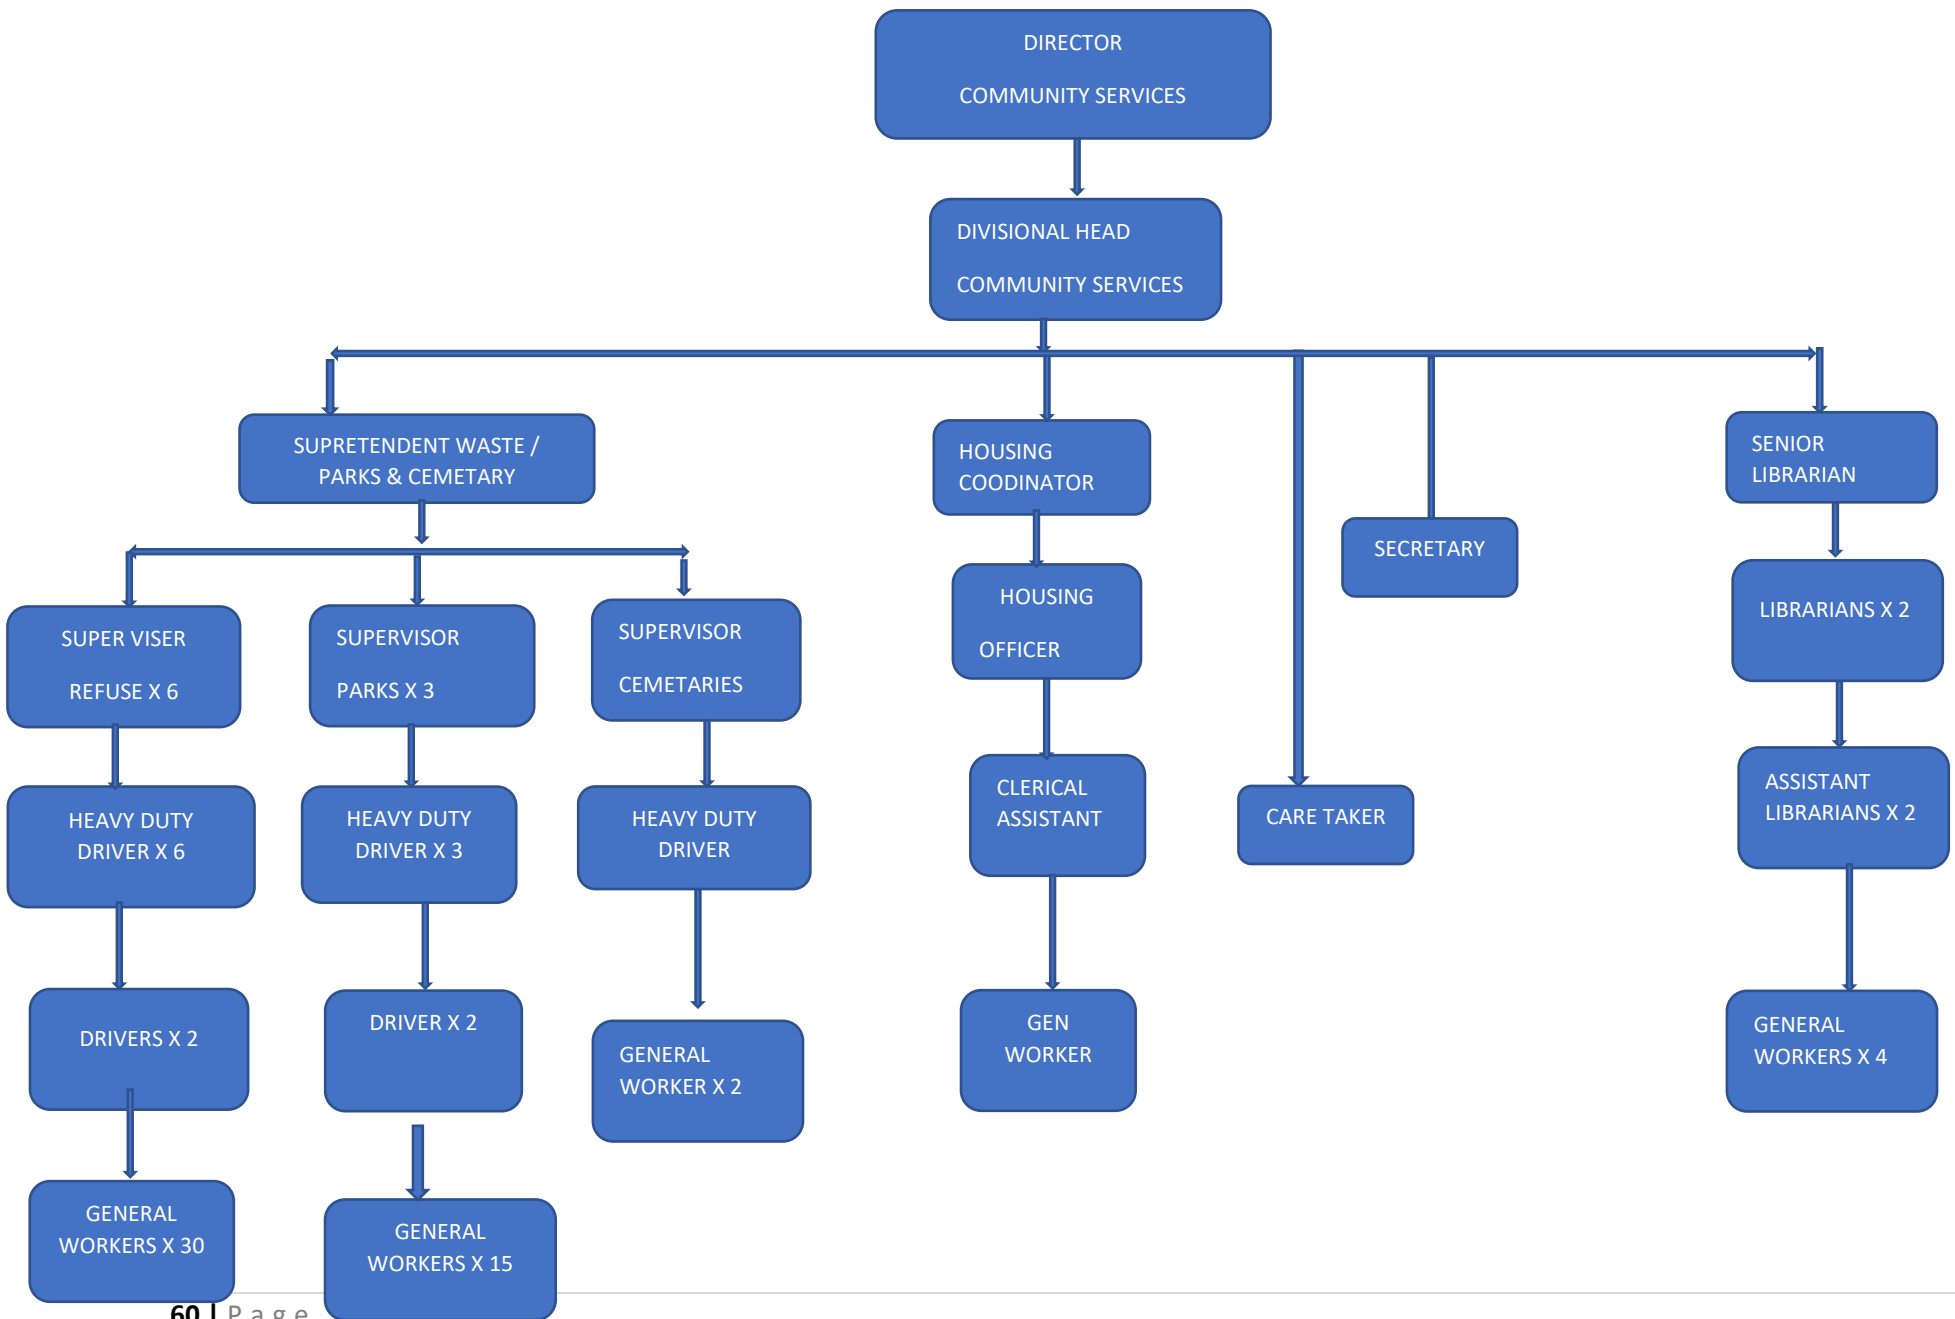 DIRECTOR
COMMUNITY SERVICES
DIVISIONAL HEAD
COMMUNITY SERVICES
SUPRETENDENT WASTE /
PARKS & CEMETARY
HOUSING
COODINATOR
SENIOR
LIBRARIAN
SECRETARY
SUPER VISER
REFUSE X 6
SUPERVISOR
PARKS X 3
SUPERVISOR
CEMETARIES
HOUSING
OFFICER
LIBRARIANS X 2
HEAVY DUTY
DRIVER X 6
HEAVY DUTY
DRIVER X 3
HEAVY DUTY
DRIVER
CLERICAL
ASSISTANT
CARE TAKER
ASSISTANT
LIBRARIANS X 2
DRIVERS X 2
DRIVER X 2
GENERAL
WORKER X 2
GEN
WORKER
GENERAL
WORKERS X 4
GENERAL
WORKERS X 30
GENERAL
WORKERS X 15
60 | P a g e